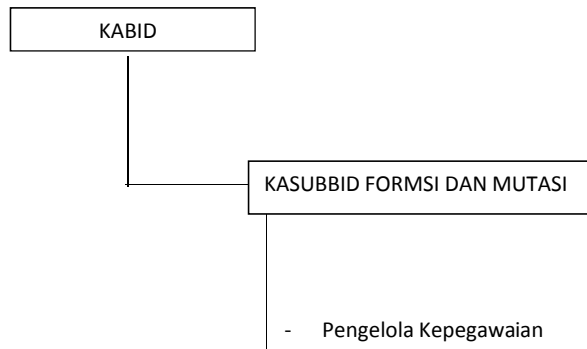 KABID
KASUBBID FORMSI DAN MUTASI
- Pengelola Kepegawaian